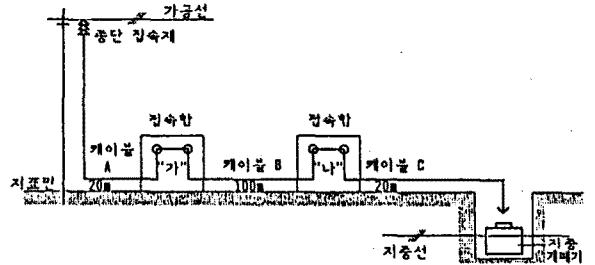 가공선
종단 접속재
접속함
접속함
케이블 A
"가"
케이블 B
"나"
케이블 C
지표면
20m
100m
20m
지중선
지중
개폐기